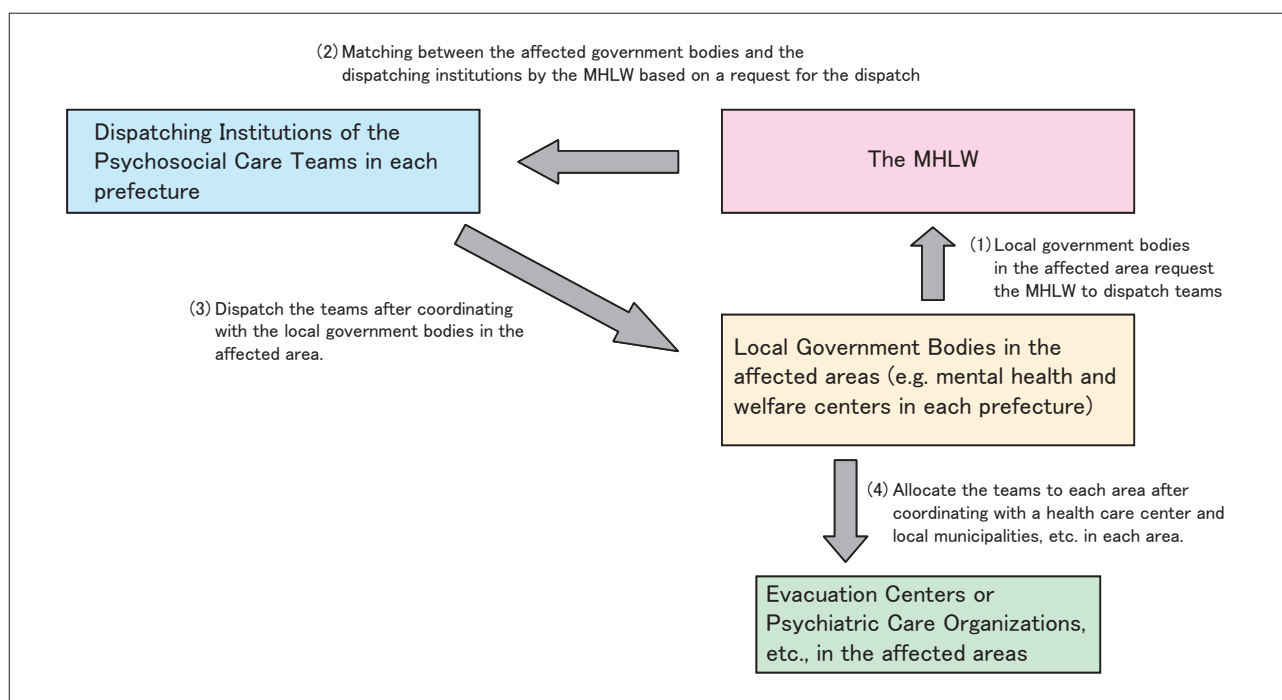 (2) Matching between the affected government bodies and the
dispatching institutions by the MHLW based on a request for the dispatch
Dispatching Institutions of the
Psychosocial Care Teams in each
prefecture
The MHLW
(1) Local government bodies
in the affected area request
the MHLW to dispatch teams
(3) Dispatch the teams after coordinating
with the local government bodies in the
affected area.
Local Government Bodies in the
affected areas (e.g. mental health and
welfare centers in each prefecture)
(4) Allocate the teams to each area after
coordinating with a health care center and
local municipalities, etc. in each area.
Evacuation Centers or
Psychiatric Care Organizations,
etc., in the affected areas